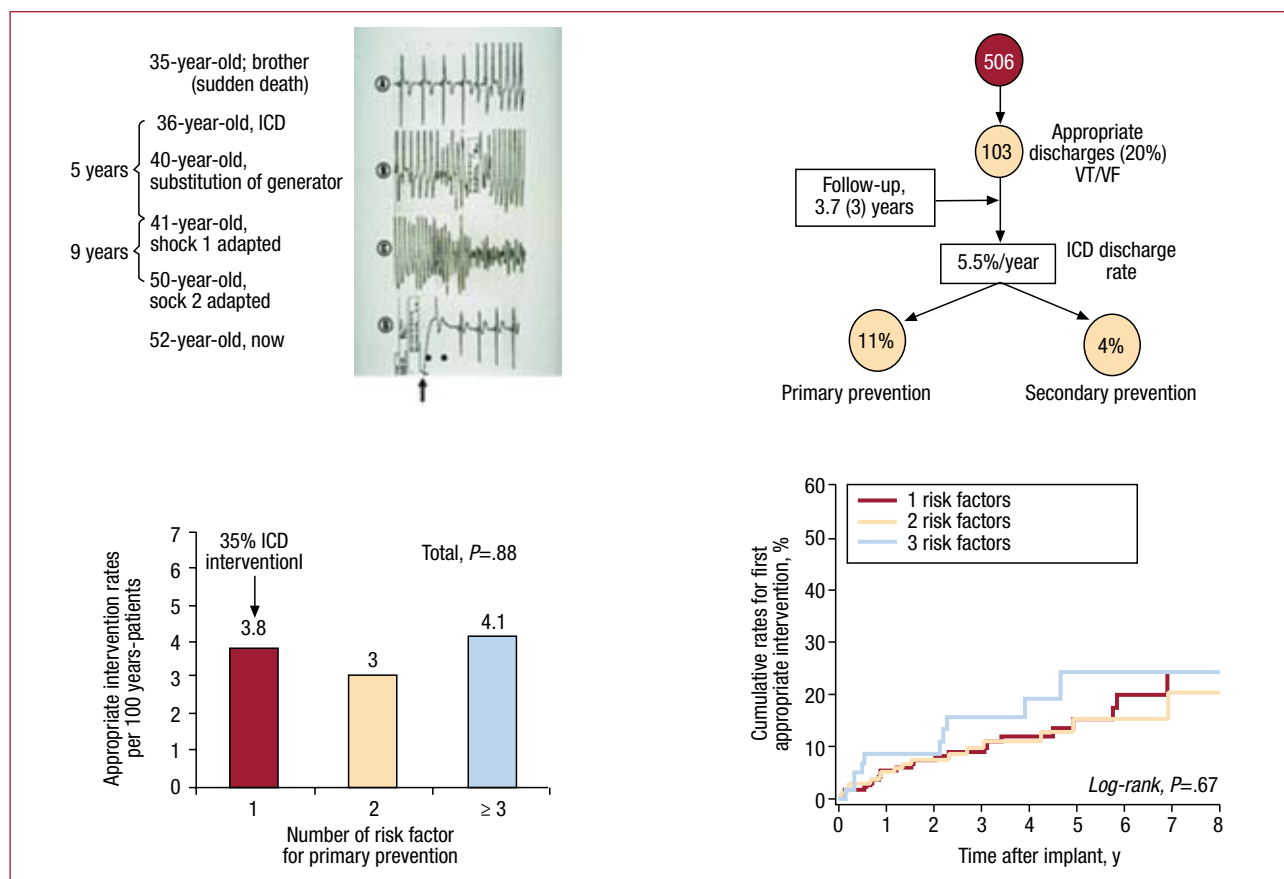 35-year-old; brother
(sudden death)
36-year-old, ICD
5 years
40-year-old,
substitution of generator
41-year-old,
shock 1 adapted
9 years
50-year-old,
sock 2 adapted
52-year-old, now
A
506
103
Appropriate
discharges (20%)
VT/VF
Follow-up,
3.7 (3) years
5.5%/year
ICD discharge
rate
11%
4%
Primary prevention
Secondary prevention
Appropriate intervention rates
per 100 years-patients
7
6
5
4
3
2
1
0
35% ICD
interventionl
Total, P=.88
3.8
3
4.1
1
2
≥ 3
Number of risk factor
for primary prevention
Cumulative rates for first
appropriate intervention, %
60
50
40
30
20
10
0
1 risk factors
2 risk factors
3 risk factors
Log-rank, P=.67
0
1
2
3
4
5
6
7
8
Time after implant, y